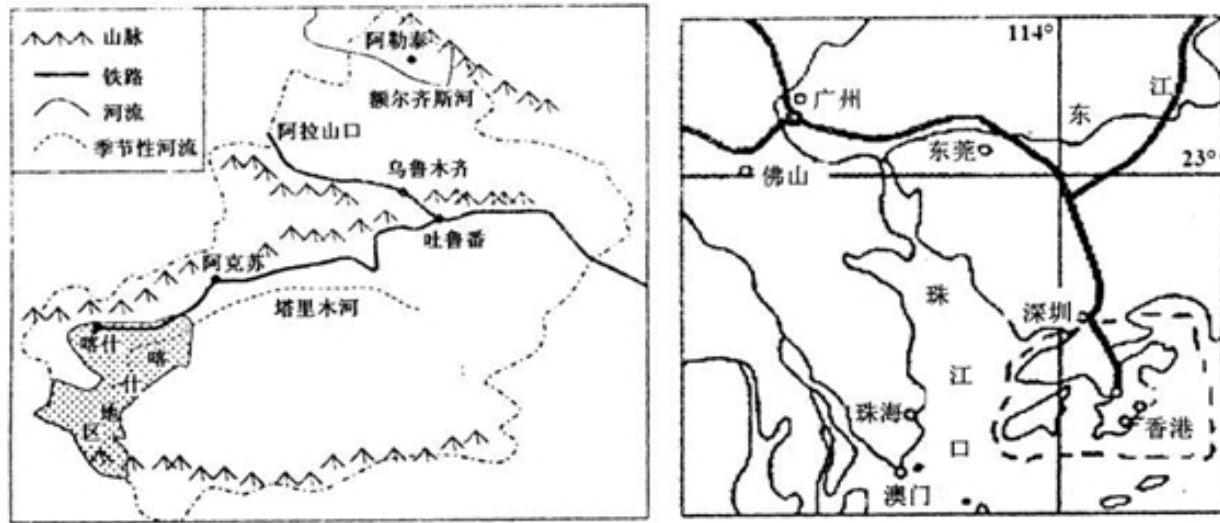 山脉
铁路
河流
季节性河流
阿勒泰
额尔齐斯河
阿拉山口
乌鲁木齐
吐鲁番
阿克苏
塔里木河
喀什
喀什地区
114°
广州
东江
东莞
23°
佛山
深圳
珠江口
珠海
香港
澳门